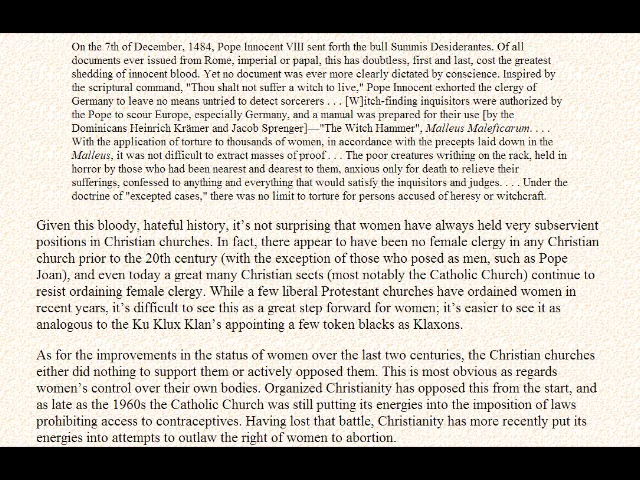 On the 7th of December, 1484, Pope Innocent VIII sent forth the bull Summis Desiderantes. Of all
documents ever issued from Rome, imperial or papal, this has doubtless, first and last, cost the greatest
shedding of innocent blood. Yet no document was ever more clearly dictated by conscience. Inspired by
the scriptural command, "Thou shalt not suffer a witch to live," Pope Innocent exhorted the clergy of
Germany to leave no means untried to detect sorcerers . . . [W]itch-finding inquisitors were authorized by
the Pope to scour Europe, especially Germany, and a manual was prepared for their use [by the
Dominicans Heinrich Krämer and Jacob Sprenger]—"The Witch Hammer", Malleus Maleficarum. . . .
With the application of torture to thousands of women, in accordance with the precepts laid down in the
Malleus, it was not difficult to extract masses of proof . . . The poor creatures writhing on the rack, held in
horror by those who had been nearest and dearest to them, anxious only for death to relieve their
sufferings, confessed to anything and everything that would satisfy the inquisitors and judges. . . . Under the
doctrine of "excepted cases," there was no limit to torture for persons accused of heresy or witchcraft.
Given this bloody, hateful history, it's not surprising that women have always held very subservient
positions in Christian churches. In fact, there appear to have been no female clergy in any Christian
church prior to the 20th century (with the exception of those who posed as men, such as Pope
Joan), and even today a great many Christian sects (most notably the Catholic Church) continue to
resist ordaining female clergy. While a few liberal Protestant churches have ordained women in
recent years, it's difficult to see this as a great step forward for women; it's easier to see it as
analogous to the Ku Klux Klan's appointing a few token blacks as Klaxons.
As for the improvements in the status of women over the last two centuries, the Christian churches
either did nothing to support them or actively opposed them. This is most obvious as regards
women's control over their own bodies. Organized Christianity has opposed this from the start, and
as late as the 1960s the Catholic Church was still putting its energies into the imposition of laws
prohibiting access to contraceptives. Having lost that battle, Christianity has more recently put its
energies into attempts to outlaw the right of women to abortion.